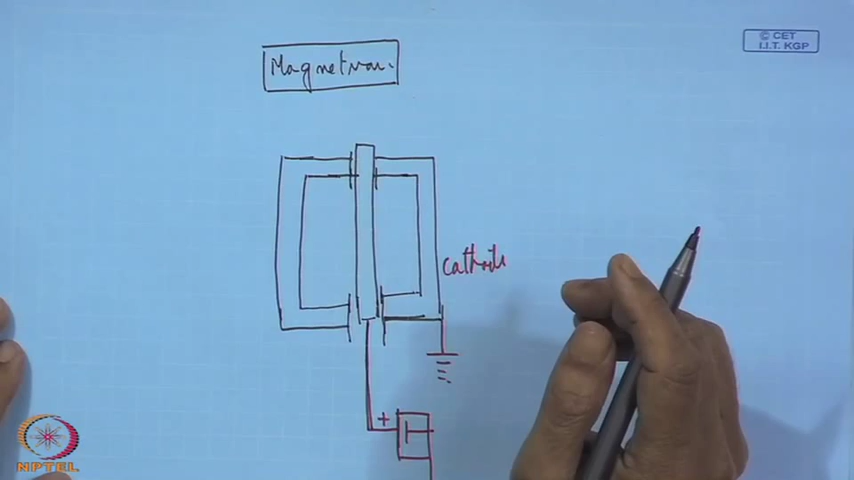 © CET
I.I.T. KGP
Magnetron.
cathode
+
NPTEL